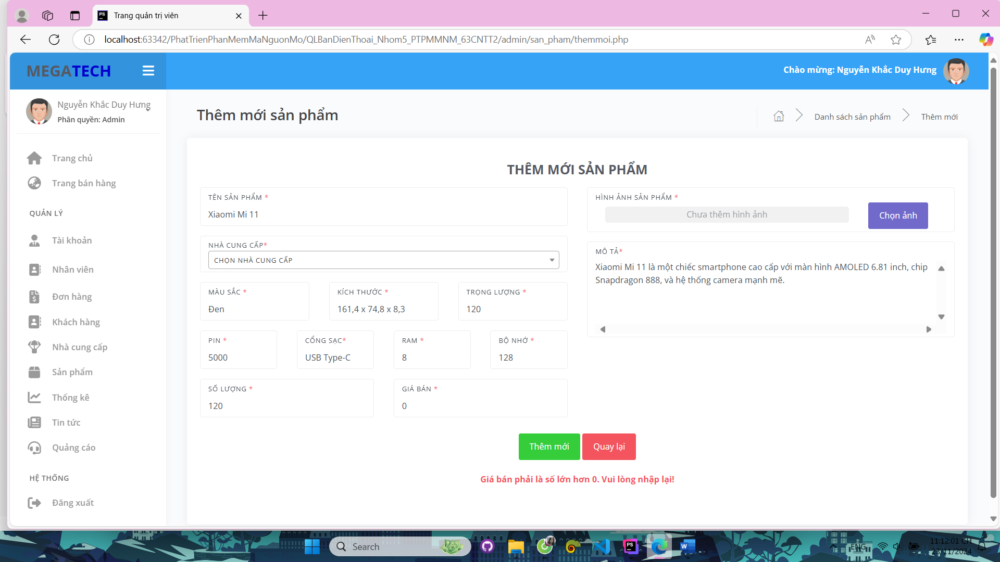 Trang quản trị viên
localhost:63342/PhatTrienPhanMemMaNguonMo/QLBanDienThoai_Nhom5_PTPMMNM_63CNTT2/admin/san_pham/themmoi.php
MEGATECH
Chào mừng: Nguyễn Khắc Duy Hưng
Nguyễn Khắc Duy Hưng
Phân quyền: Admin
Trang chủ
Trang bán hàng
QUẢN LÝ
Tài khoản
Nhân viên
Đơn hàng
Khách hàng
Nhà cung cấp
Sản phẩm
Thống kê
Tin tức
Quảng cáo
HỆ THỐNG
Đăng xuất
Thêm mới sản phẩm
Danh sách sản phẩm
Thêm mới
THÊM MỚI SẢN PHẨM
TÊN SẢN PHẨM *
Xiaomi Mi 11
NHÀ CUNG CẤP*
CHỌN NHÀ CUNG CẤP
MÀU SẮC *
Đen
KÍCH THƯỚC *
161,4 x 74,8 x 8,3
TRỌNG LƯỢNG *
120
PIN *
5000
CỔNG SẠC*
USB Type-C
RAM *
8
BỘ NHỚ *
128
SỐ LƯỢNG *
120
GIÁ BÁN *
0
HÌNH ẢNH SẢN PHẨM *
Chưa thêm hình ảnh
Chọn ảnh
MÔ TẢ*
Xiaomi Mi 11 là một chiếc smartphone cao cấp với màn hình AMOLED 6.81 inch, chip
Snapdragon 888, và hệ thống camera mạnh mẽ.
Thêm mới
Quay lại
Giá bán phải là số lớn hơn 0. Vui lòng nhập lại!
Search
ENG
11:12:01 CH
23/11/2024